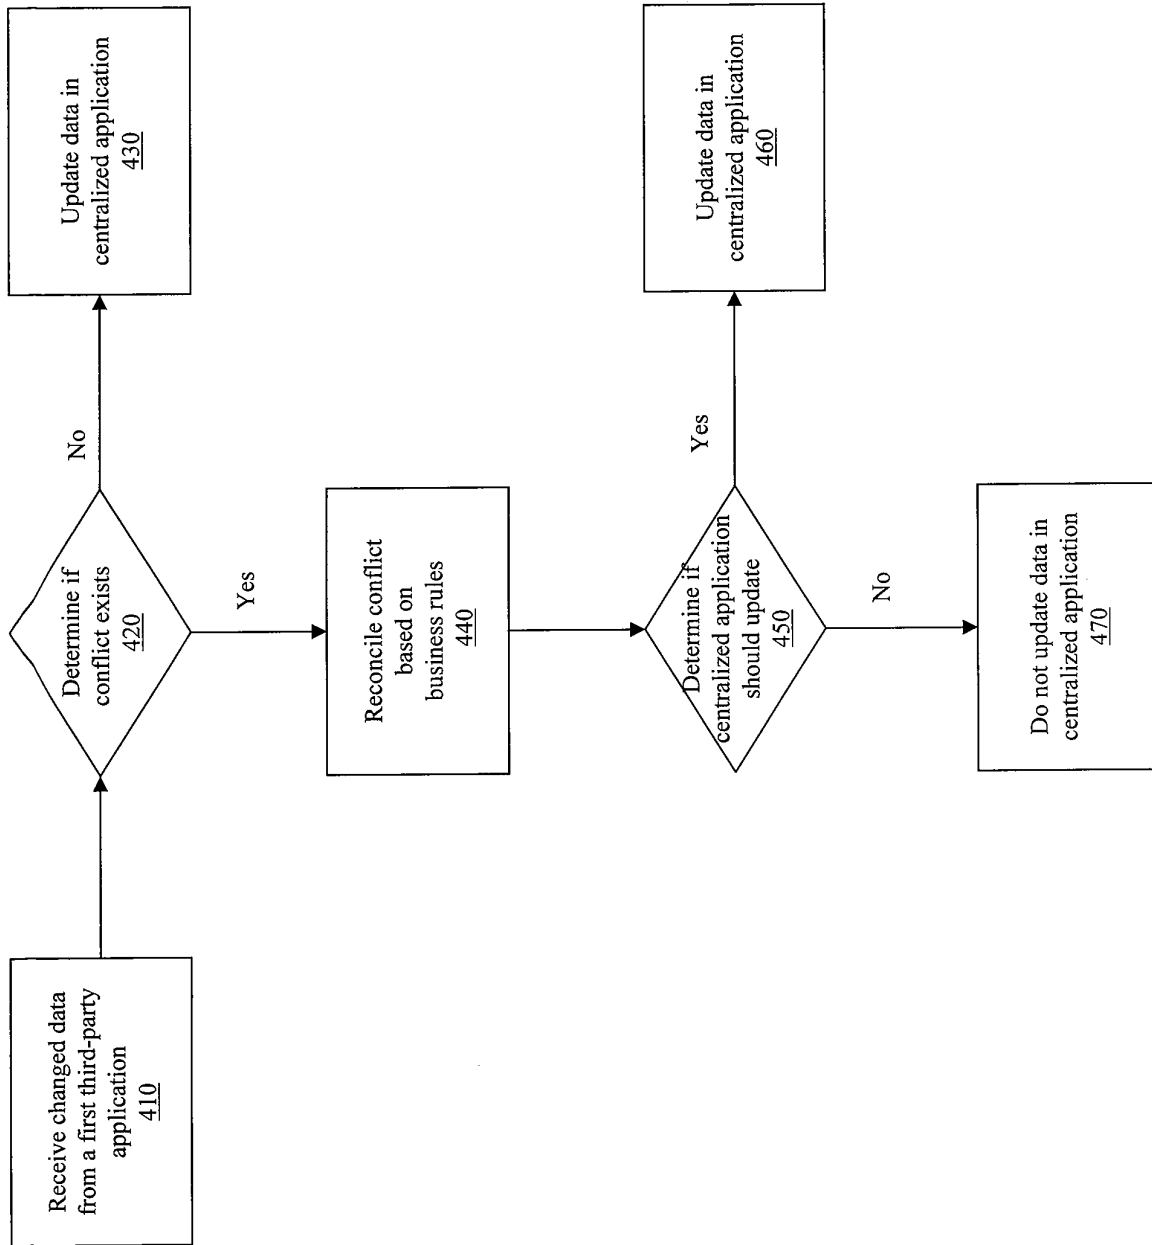 Receive changed data
from a first third-party
application
410
Determine if
conflict exists
420
No
Update data in
centralized application
430
Yes
Reconcile conflict
based on
business rules
440
Determine if
centralized application
should update
450
Yes
Update data in
centralized application
460
No
Do not update data in
centralized application
470